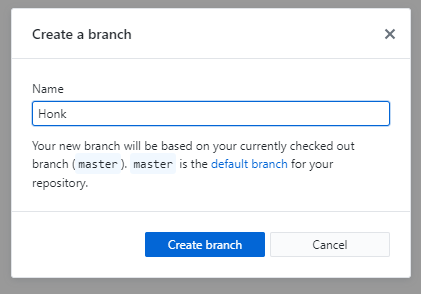 Create a branch
Name
Honk
Your new branch will be based on your currently checked out
branch (master). master is the default branch for your
repository.
Create branch Cancel